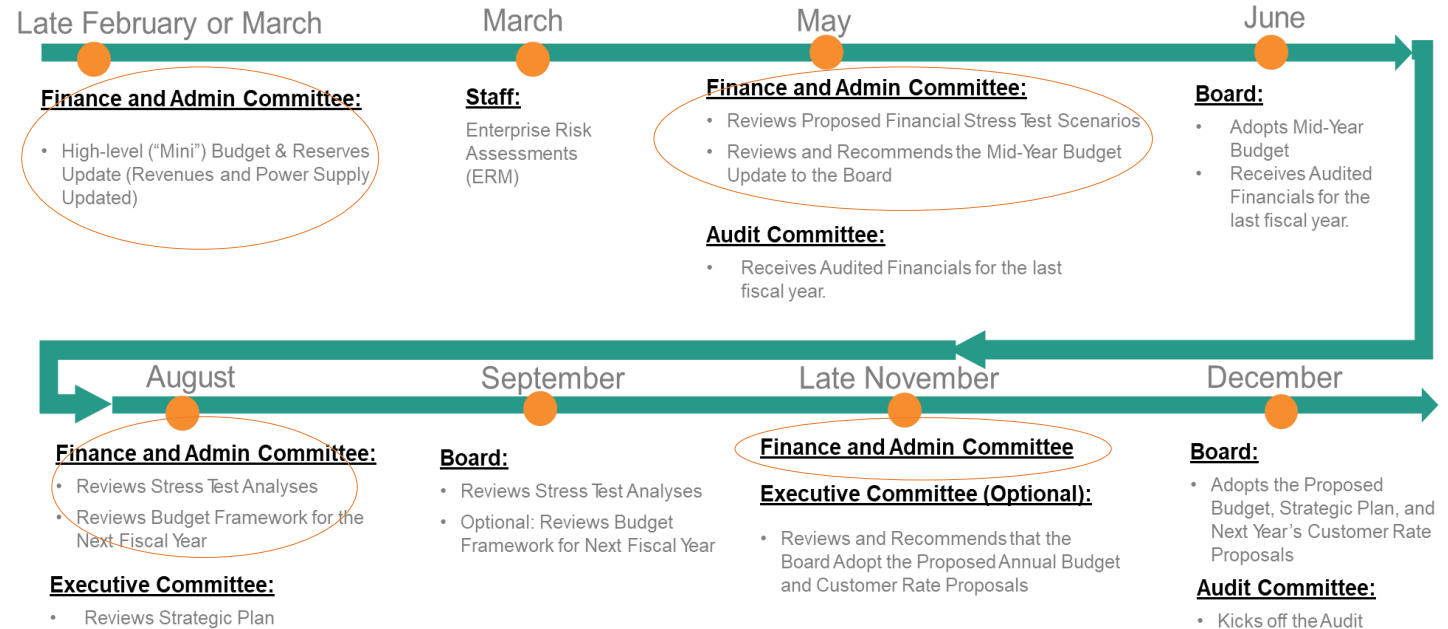 Late February or March
Finance and Admin Committee:
• High-level (“Mini”) Budget & Reserves
Update (Revenues and Power Supply
Updated)
March
Staff:
Enterprise Risk
Assessments
(ERM)
May
Finance and Admin Committee:
• Reviews Proposed Financial Stress Test Scenarios
• Reviews and Recommends the Mid-Year Budget
Update to the Board
Audit Committee:
• Receives Audited Financials for the last
fiscal year.
June
Board:
• Adopts Mid-Year
Budget
• Receives Audited
Financials for the
last fiscal year.
August
Finance and Admin Committee:
• Reviews Stress Test Analyses
• Reviews Budget Framework for the
Next Fiscal Year
Executive Committee:
• Reviews Strategic Plan
September
Board:
• Reviews Stress Test Analyses
• Optional: Reviews Budget
Framework for Next Fiscal Year
Late November
Finance and Admin Committee
Executive Committee (Optional):
• Reviews and Recommends that the
Board Adopt the Proposed Annual Budget
and Customer Rate Proposals
December
Board:
• Adopts the Proposed
Budget, Strategic Plan, and
Next Year’s Customer Rate
Proposals
Audit Committee:
• Kicks off the Audit